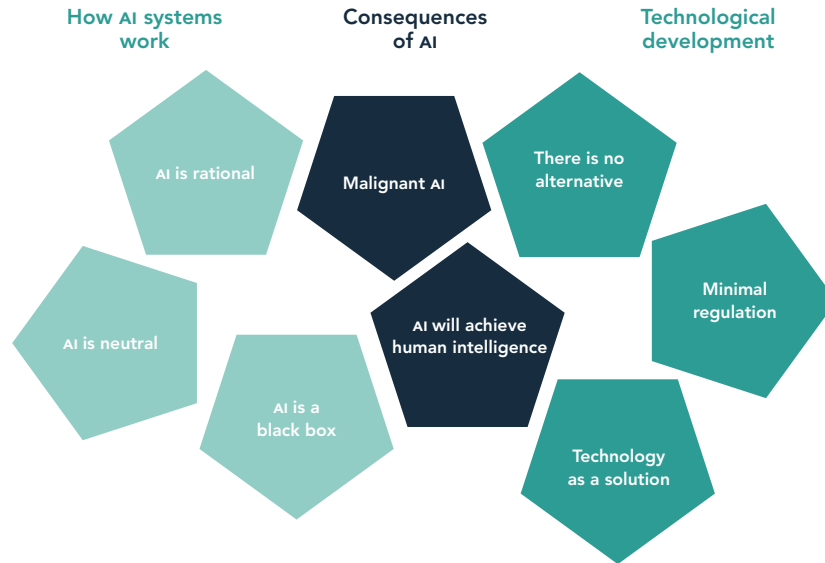 How AI systems
work
Consequences
of AI
Technological
development
AI is rational
Malignant AI
There is no
alternative
AI is neutral
AI is a
black box
AI will achieve
human intelligence
Minimal
regulation
Technology
as a solution